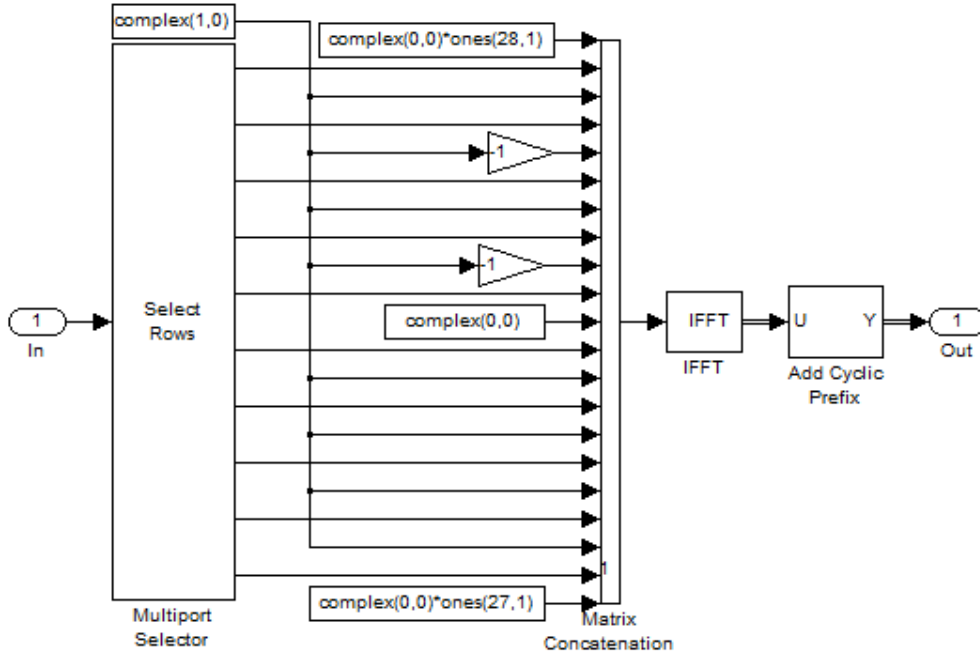 complex(1,0)
complex(0,0)*ones(28,1)
-1
-1
Select
Rows
1
In
complex(0,0)
IFFT
IFFT
U
Y
Add Cyclic
Prefix
1
Out
1
complex(0,0)*ones(27,1)
Multiport
Selector
Matrix
Concatenation